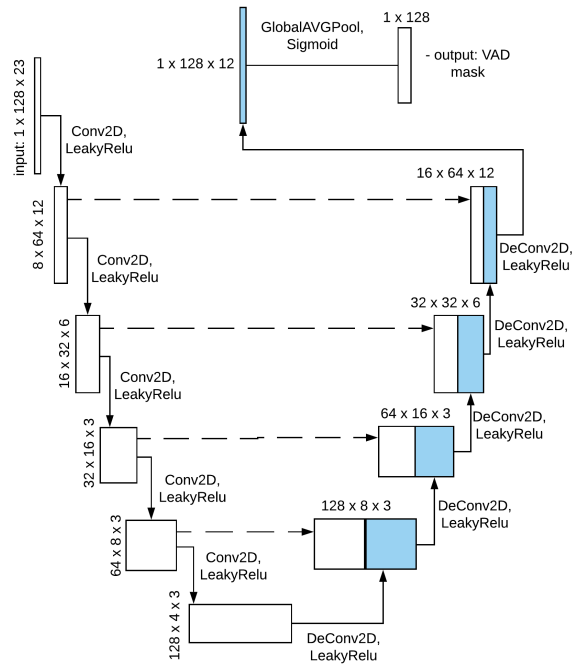 input: 1 x 128 x 23
Conv2D,
LeakyRelu
8 x 64 x 12
Conv2D,
LeakyRelu
16 x 32 x 6
Conv2D,
LeakyRelu
32 x 16 x 3
Conv2D,
LeakyRelu
64 x 8 x 3
Conv2D,
LeakyRelu
128 x 4 x 3
DeConv2D,
LeakyRelu
128 x 8 x 3
DeConv2D,
LeakyRelu
64 x 16 x 3
DeConv2D,
LeakyRelu
32 x 32 x 6
DeConv2D,
LeakyRelu
16 x 64 x 12
DeConv2D,
LeakyRelu
1 x 128 x 12
GlobalAVGPool,
Sigmoid
1 x 128
- output: VAD
mask